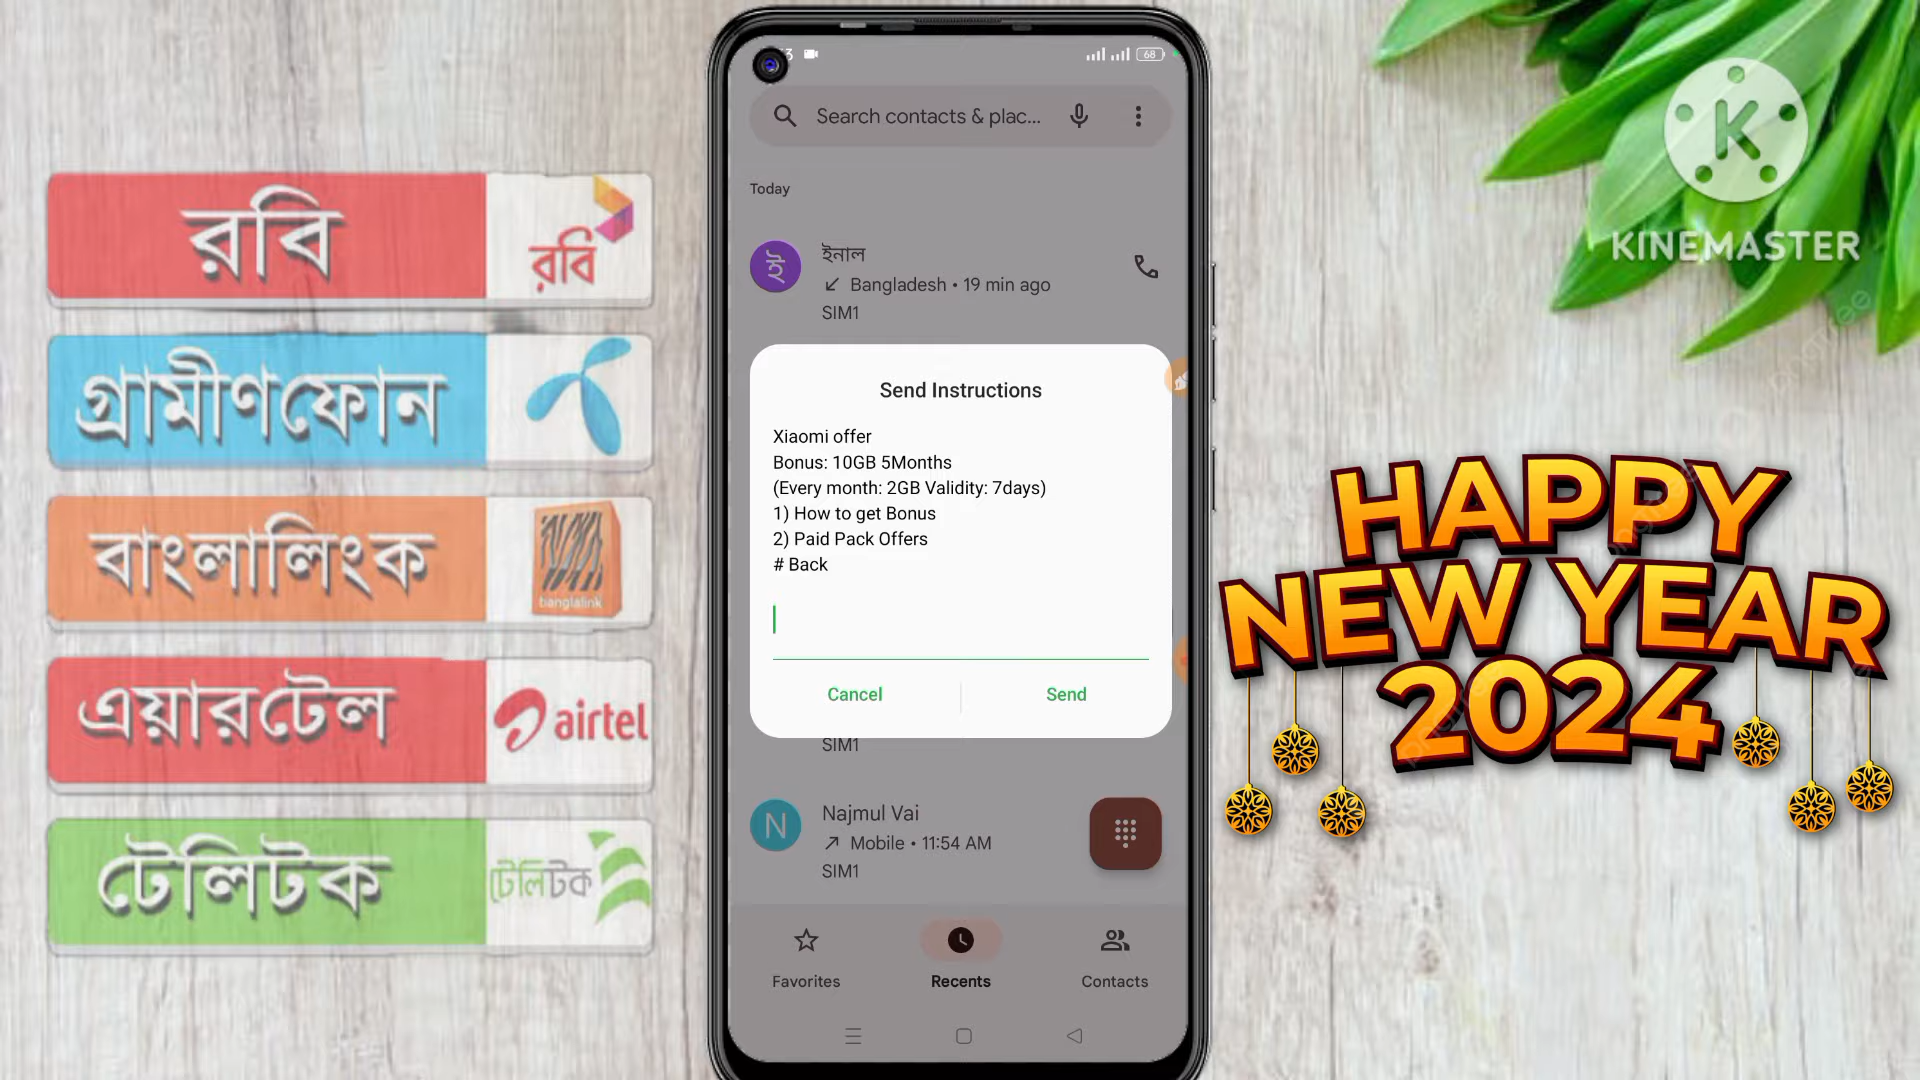 রবি
রবি
গ্রামীণফোন
বাংলালিংক
banglalink
এয়ারটেল
airtel
টেলিটক
টেলিটক
68
Search contacts & plac...
Today
ই
ইনাল
Bangladesh • 19 min ago
SIM1
Send Instructions
Xiaomi offer
Bonus: 10GB 5Months
(Every month: 2GB Validity: 7days)
1) How to get Bonus
2) Paid Pack Offers
# Back
Cancel
Send
SIM1
N
Najmul Vai
Mobile • 11:54 AM
SIM1
Favorites
Recents
Contacts
K
KINEMASTER
pngtree
HAPPY
NEW YEAR
2024